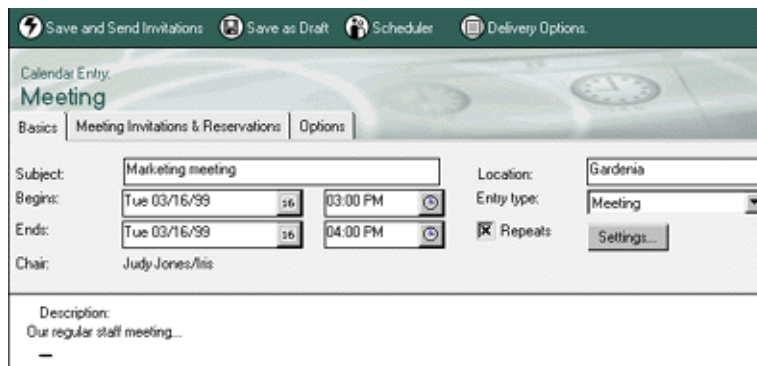 Save and Send Invitations Save as Draft Scheduler Delivery Options.
Calendar Entry:
Meeting
Basics Meeting Invitations & Reservations Options
Subject: Marketing meeting Location: Gardenia
Begins: Tue 03/16/99 16 03:00 PM Entry type: Meeting
Ends: Tue 03/16/99 16 04:00 PM Repeats Settings...
Chair: Judy Jones/Iris
Description:
Our regular staff meeting...